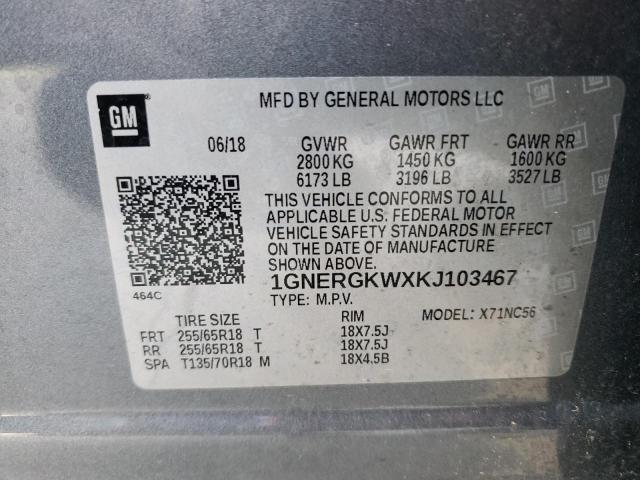 GM®
MFD BY GENERAL MOTORS LLC
06/18 GVWR GAWR FRT GAWR RR
2800 KG 1450 KG 1600 KG
6173 LB 3196 LB 3527 LB
THIS VEHICLE CONFORMS TO ALL
APPLICABLE U.S. FEDERAL MOTOR
VEHICLE SAFETY STANDARDS IN EFFECT
ON THE DATE OF MANUFACTURE
SHOWN ABOVE.
464C
1GNERGKWXKJ103467
TYPE: M.P.V. MODEL: X71NC56
TIRE SIZE RIM
FRT 255/65R18 T 18X7.5J
RR 255/65R18 T 18X7.5J
SPA T135/70R18 M 18X4.5B